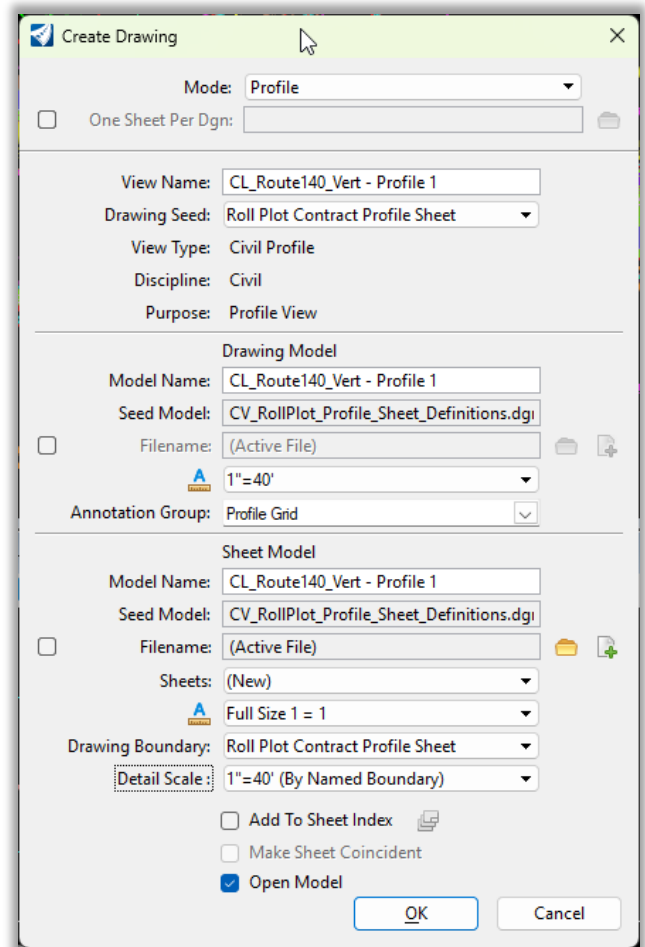 Create Drawing
Mode: Profile
One Sheet Per Dgn:
View Name: CL_Route140_Vert - Profile 1
Drawing Seed: Roll Plot Contract Profile Sheet
View Type: Civil Profile
Discipline: Civil
Purpose: Profile View
Drawing Model
Model Name: CL_Route140_Vert - Profile 1
Seed Model: CV_RollPlot_Profile_Sheet_Definitions.dgn
Filename: (Active File)
A 1"=40'
Annotation Group: Profile Grid
Sheet Model
Model Name: CL_Route140_Vert - Profile 1
Seed Model: CV_RollPlot_Profile_Sheet_Definitions.dgn
Filename: (Active File)
Sheets: (New)
A Full Size 1 = 1
Drawing Boundary: Roll Plot Contract Profile Sheet
Detail Scale : 1"=40' (By Named Boundary)
Add To Sheet Index
Make Sheet Coincident
Open Model
OK Cancel